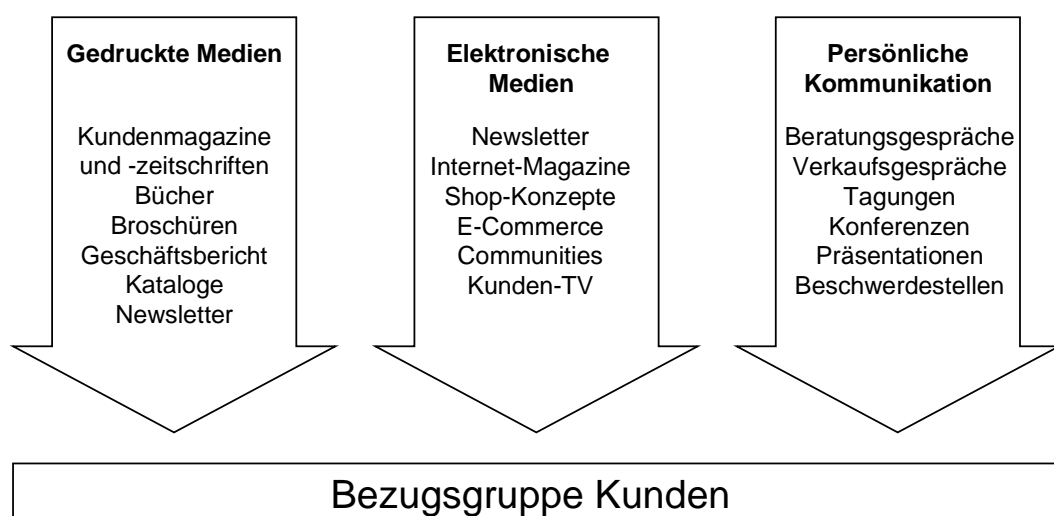 Gedruckte Medien
Kundenmagazine
und -zeitschriften
Bücher
Broschüren
Geschäftsbericht
Kataloge
Newsletter
Elektronische
Medien
Newsletter
Internet-Magazine
Shop-Konzepte
E-Commerce
Communities
Kunden-TV
Persönliche
Kommunikation
Beratungsgespräche
Verkaufsgespräche
Tagungen
Konferenzen
Präsentationen
Beschwerdestellen
Bezugsgruppe Kunden